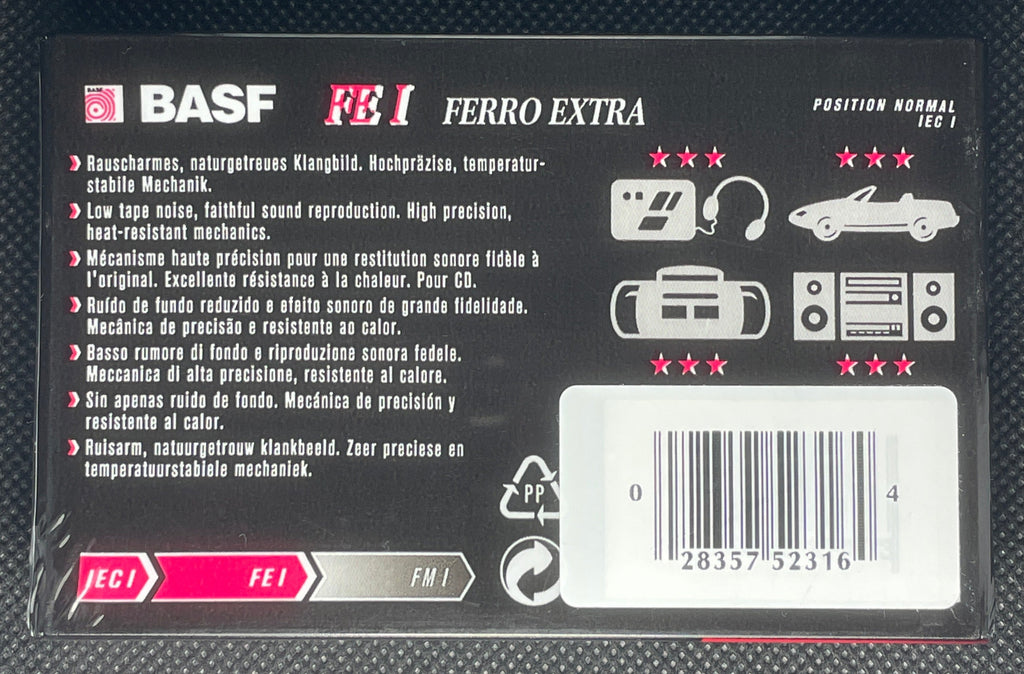 BASF
BASF
FE I
FERRO EXTRA
POSITION NORMAL
IEC I
Rauscharmes, naturgetreues Klangbild. Hochpräzise, temperatur-
stabile Mechanik.
Low tape noise, faithful sound reproduction. High precision,
heat-resistant mechanics.
Mécanisme haute précision pour une restitution sonore fidèle à
l'original. Excellente résistance à la chaleur. Pour CD.
Ruído de fundo reduzido e efeito sonoro de grande fidelidade.
Mecânica de precisão e resistente ao calor.
Basso rumore di fondo e riproduzione sonora fedele.
Meccanica di alta precisione, resistente al calore.
Sin apenas ruido de fondo. Mecánica de precisión y
resistente al calor.
Ruisarm, natuurgetrouw klankbeeld. Zeer preciese en
temperatuurstabiele mechaniek.
PP
0 28357 52316 4
IEC I FE I FM I